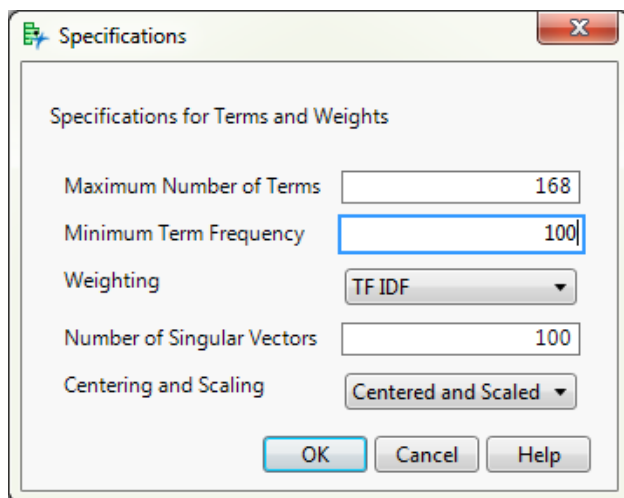 Specifications
Specifications for Terms and Weights
Maximum Number of Terms 168
Minimum Term Frequency 100
Weighting TF IDF
Number of Singular Vectors 100
Centering and Scaling Centered and Scaled
OK Cancel Help